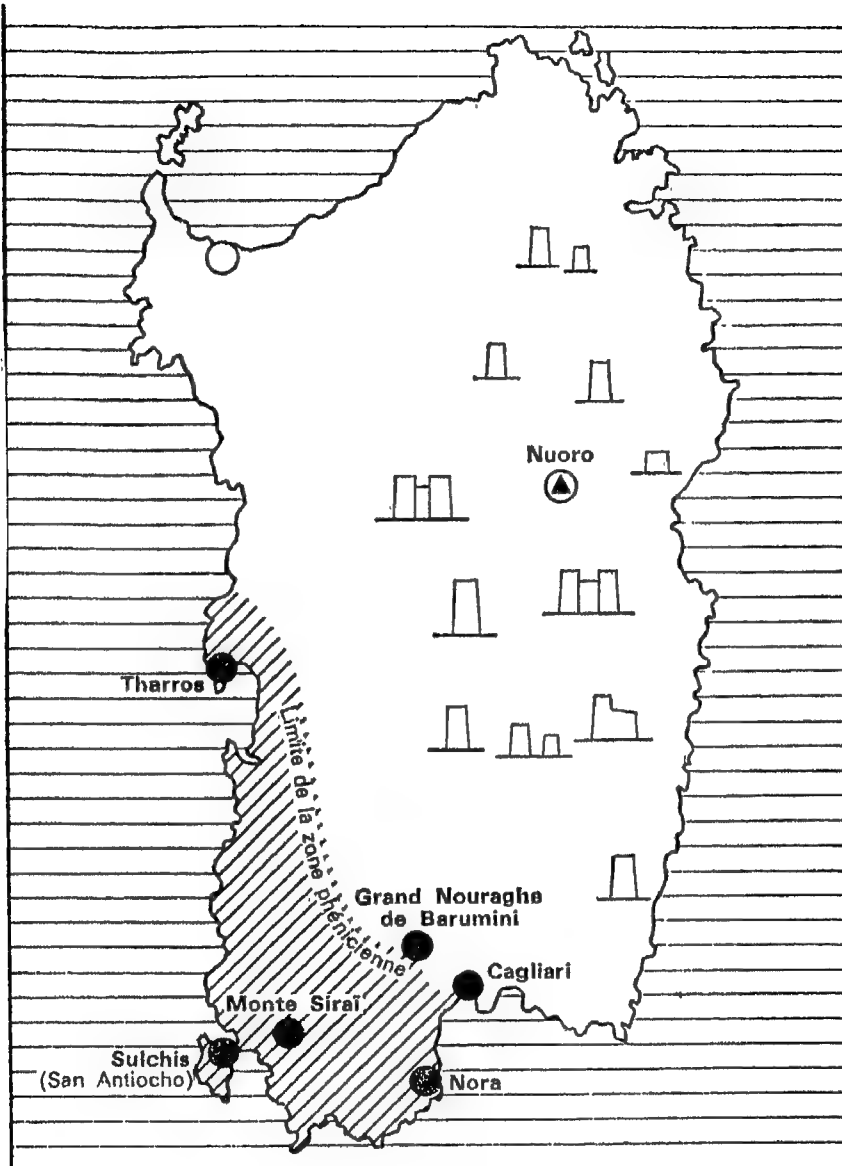 Nuoro
Tharros
Limite de la zone phénicienne
Grand Nouraghe
de Barumini
Cagliari
Monte Siraï
Sulchis
(San Antiocho)
Nora